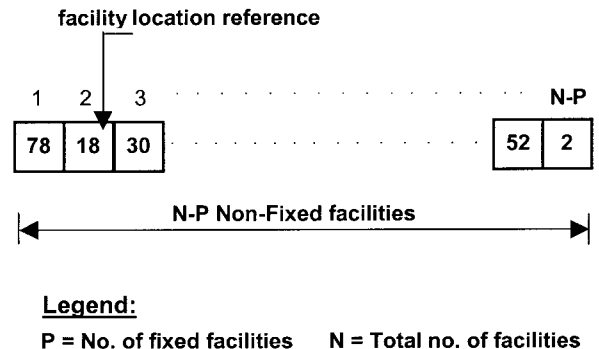 facility location reference
1 2 3 . . . . . . . . . . . . . . . . N-P
78 18 30 . . . . . . . . . . . . . . . 52 2
N-P Non-Fixed facilities
Legend:
P = No. of fixed facilities N = Total no. of facilities